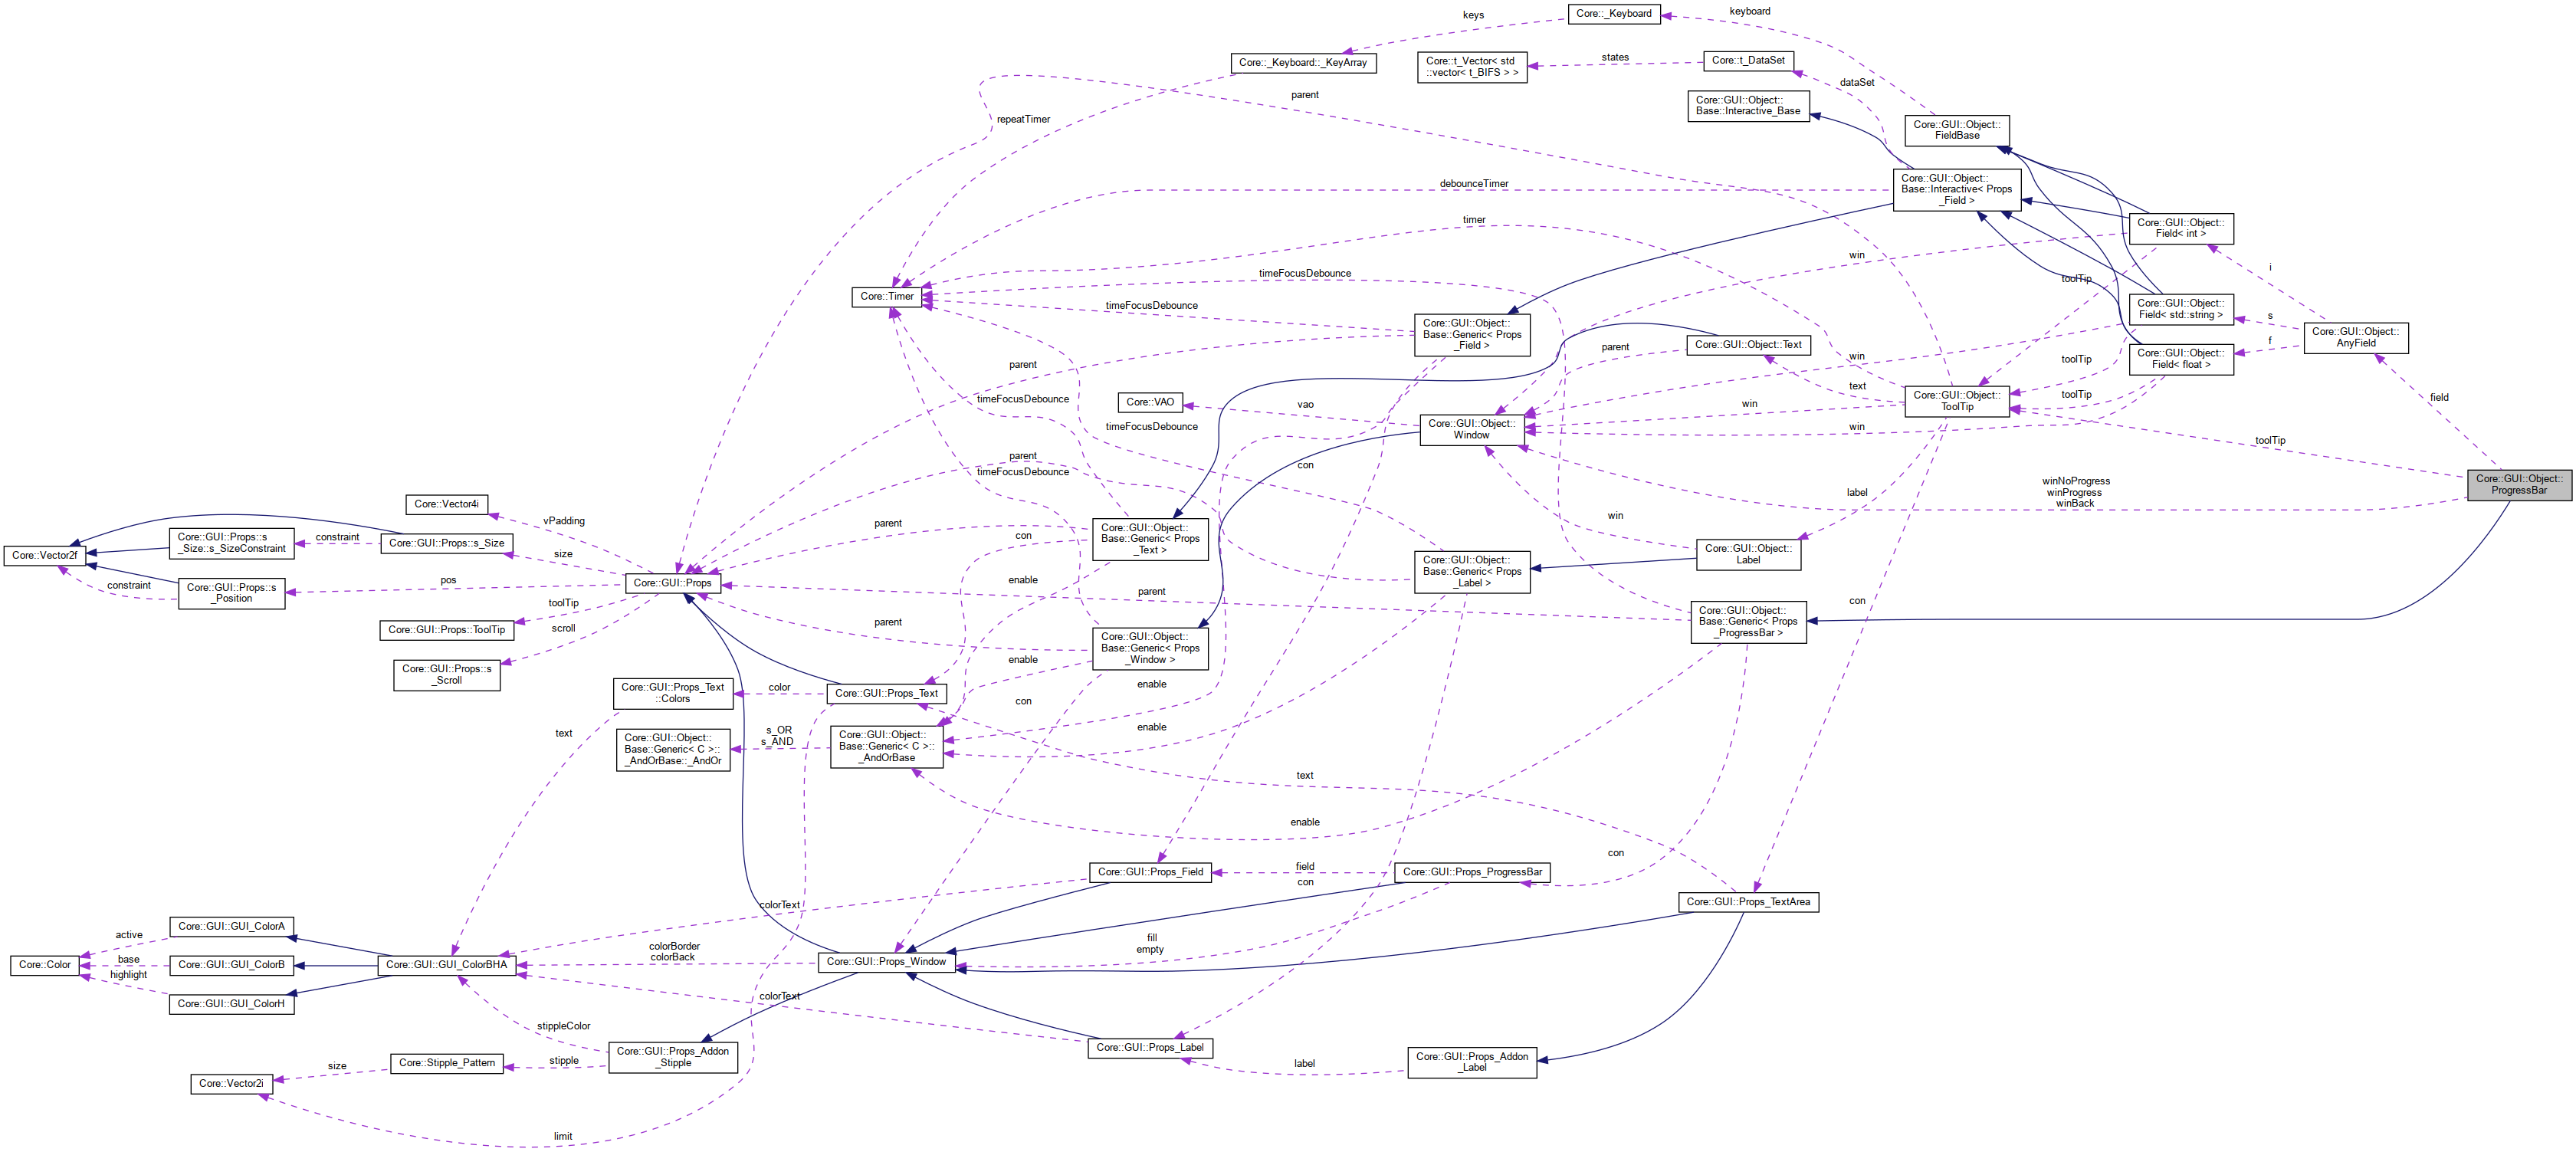 Core::_Keyboard
keyboard
keys
Core::_Keyboard::_KeyArray
Core::t_Vector< std
::vector< t_BIFS > >
states
Core::t_DataSet
dataSet
parent
repeatTimer
Core::GUI::Object::
Base::Interactive_Base
Core::GUI::Object::
FieldBase
debounceTimer
Core::GUI::Object::
Base::Interactive< Props
_Field >
timer
Core::GUI::Object::
Field< int >
win
toolTip
i
timeFocusDebounce
Core::Timer
timeFocusDebounce
Core::GUI::Object::
Field< std::string >
s
Core::GUI::Object::
Base::Generic< Props
_Field >
Core::GUI::Object::
AnyField
f
parent
Core::GUI::Object::Text
parent
win
toolTip
Core::GUI::Object::
Field< float >
timeFocusDebounce
Core::VAO
vao
text
win
toolTip
Core::GUI::Object::
ToolTip
field
timeFocusDebounce
Core::GUI::Object::
Window
win
toolTip
parent
timeFocusDebounce
con
Core::GUI::Object::
ProgressBar
winNoProgress
winProgress
winBack
label
Core::Vector4i
vPadding
parent
con
win
Core::GUI::Object::
Base::Generic< Props
_Text >
Core::Vector2f
Core::GUI::Props::s
_Size::s_SizeConstraint
constraint
Core::GUI::Props::s_Size
size
Core::GUI::Object::
Label
Core::GUI::Object::
Base::Generic< Props
_Label >
constraint
Core::GUI::Props::s
_Position
pos
Core::GUI::Props
enable
parent
con
toolTip
Core::GUI::Props::ToolTip
scroll
parent
Core::GUI::Object::
Base::Generic< Props
_Window >
Core::GUI::Object::
Base::Generic< Props
_ProgressBar >
Core::GUI::Props::s
_Scroll
enable
Core::GUI::Props_Text
::Colors
color
Core::GUI::Props_Text
enable
con
text
Core::GUI::Object::
Base::Generic< C >::
_AndOrBase::_AndOr
s_OR
s_AND
Core::GUI::Object::
Base::Generic< C >::
_AndOrBase
enable
text
enable
con
Core::GUI::Props_Field
field
con
Core::GUI::Props_ProgressBar
colorText
Core::GUI::Props_TextArea
Core::GUI::GUI_ColorA
active
Core::Color
base
highlight
Core::GUI::GUI_ColorB
Core::GUI::GUI_ColorBHA
colorBorder
colorBack
Core::GUI::Props_Window
fill
empty
Core::GUI::GUI_ColorH
colorText
stippleColor
Core::GUI::Props_Label
Core::GUI::Props_Addon
_Stipple
stipple
Core::Stipple_Pattern
size
Core::Vector2i
label
Core::GUI::Props_Addon
_Label
limit